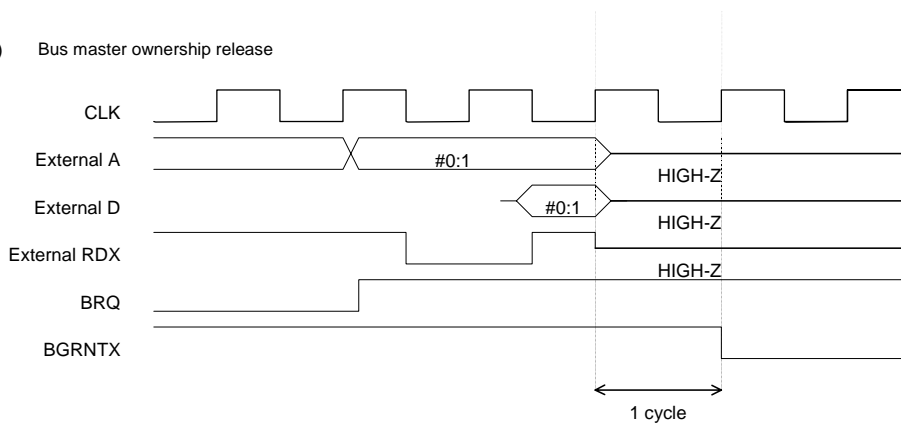 ) Bus master ownership release
CLK
External A
#0:1
HIGH-Z
External D
#0:1
HIGH-Z
External RDX
HIGH-Z
BRQ
BGRNTX
1 cycle